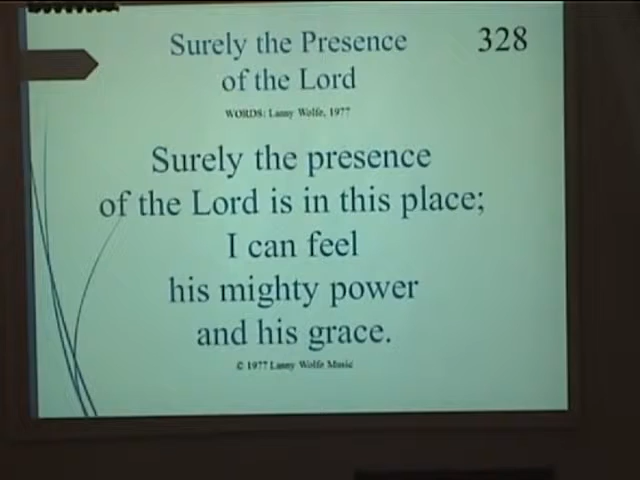 Surely the Presence 328
of the Lord
WORDS: Lanny Wolfe, 1977
Surely the presence
of the Lord is in this place;
I can feel
his mighty power
and his grace.
© 1977 Lanny Wolfe Music